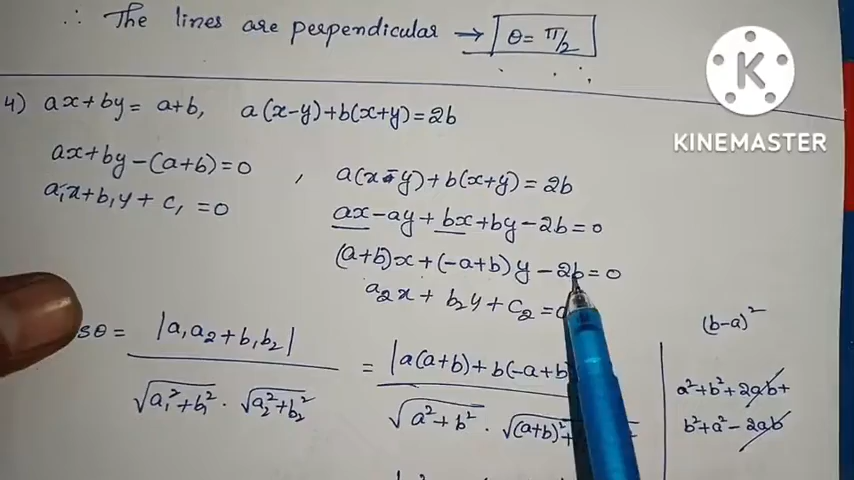 ∴ The lines are perpendicular → θ = π/2
4) ax+by = a+b, a(x-y)+b(x+y)=2b
ax+by-(a+b)=0 , a(x-y)+b(x+y)=2b
a₁x+b₁y+c₁=0
ax-ay+bx+by-2b=0
(a+b)x+(-a+b)y-2b=0
a₂x+b₂y+c₂=0
(b-a)²
sθ = |a₁a₂+b₁b₂| / √a₁²+b₁² · √a₂²+b₂² = |a(a+b)+b(-a+b / √a²+b² · √(a+b)²+
a²+b²+2ab+
b²+a²-2ab
K
KINEMASTER